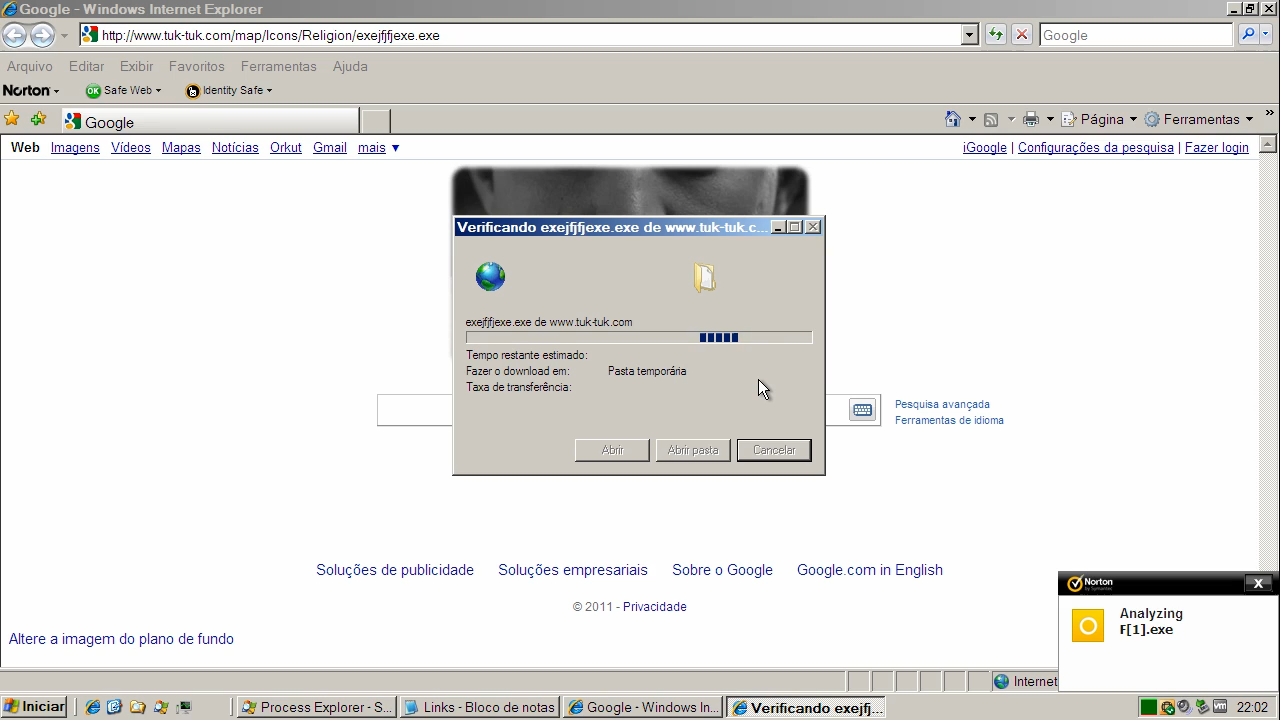 Google - Windows Internet Explorer
http://www.tuk-tuk.com/map/Icons/Religion/exejfjfjexe.exe
Google
Arquivo Editar Exibir Favoritos Ferramentas Ajuda
Norton OK Safe Web Identity Safe
Google
Página Ferramentas »
Web Imagens Vídeos Mapas Notícias Orkut Gmail mais ▼
iGoogle | Configurações da pesquisa | Fazer login
Verificando exejfjfjexe.exe de www.tuk-tuk.c...
exejfjfjexe.exe de www.tuk-tuk.com
Tempo restante estimado:
Fazer o download em: Pasta temporária
Taxa de transferência:
Abrir Abrir pasta Cancelar
Pesquisa avançada
Ferramentas de idioma
Soluções de publicidade Soluções empresariais Sobre o Google Google.com in English
© 2011 - Privacidade
Altere a imagem do plano de fundo
Norton
by Symantec
Analyzing
F[1].exe
Internet
Iniciar Process Explorer - S... Links - Bloco de notas Google - Windows In... Verificando exejfj... 22:02